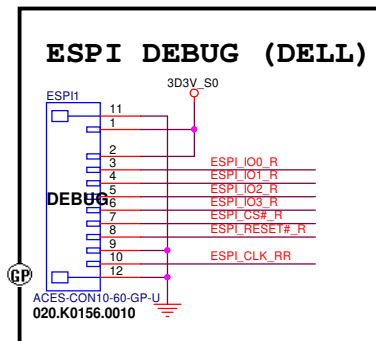 ESPI DEBUG (DELL)
3D3V_S0
ESPI1
11
1
2
3 ESPI_IO0_R
4 ESPI_IO1_R
5 ESPI_IO2_R
6 ESPI_IO3_R
7 ESPI_CS#_R
8 ESPI_RESET#_R
9
10 ESPI_CLK_RR
12
DEBUG
GP
ACES-CON10-60-GP-U
020.K0156.0010